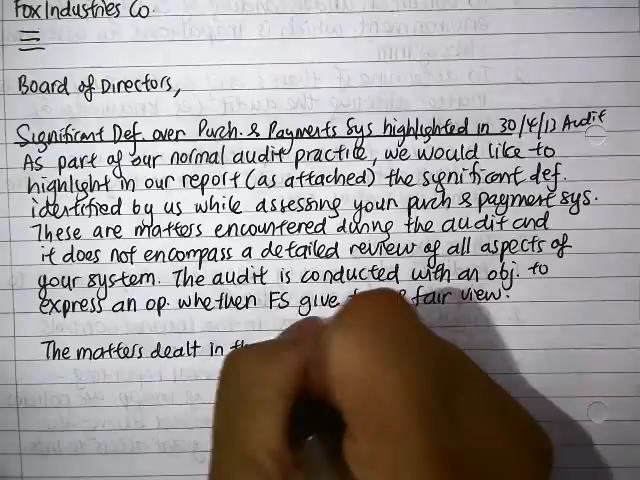 Fox Industries Co.
Board of Directors,
Significant Def. over Purch. & Payments Sys highlighted in 30/4/13 Audit
As part of our normal audit practice, we would like to
highlight in our report (as attached) the significant def.
identified by us while assessing your purch & payment sys.
These are matters encountered during the audit and
it does not encompass a detailed review of all aspects of
your system. The audit is conducted with an obj. to
express an op. whether FS give fair view.
The matters dealt in